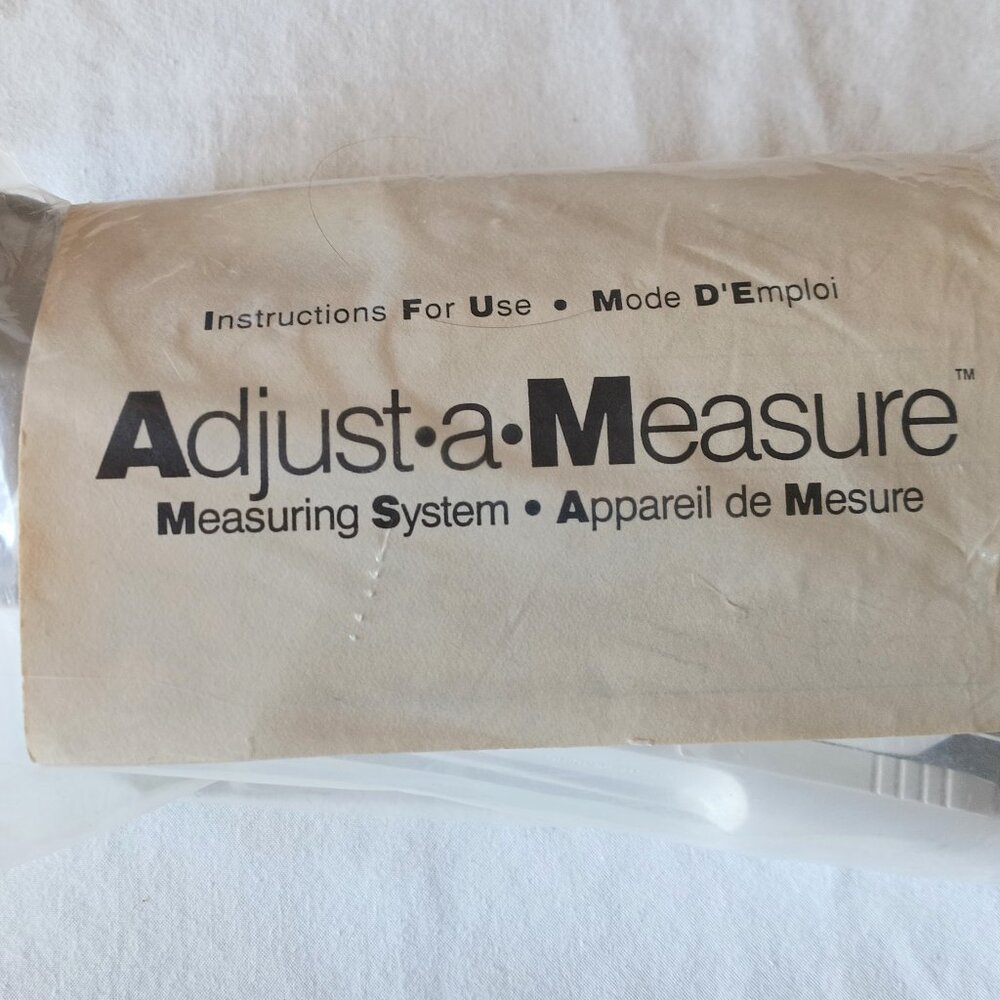 Instructions For Use • Mode D'Emploi
Adjust•a•Measure™
Measuring System • Appareil de Mesure